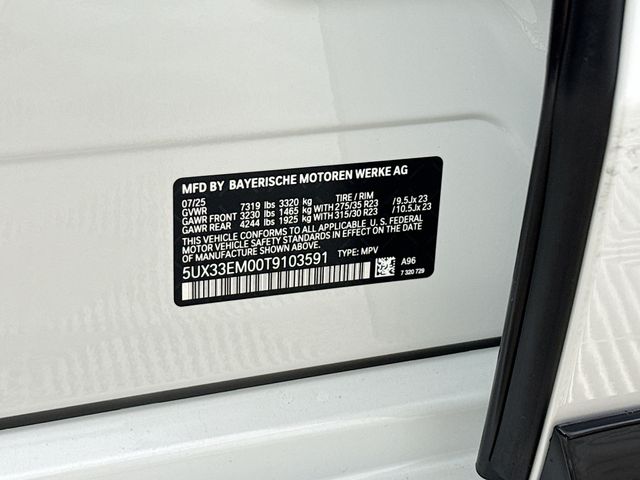 MFD BY BAYERISCHE MOTOREN WERKE AG
07/25 TIRE / RIM
GVWR 7319 lbs 3320 kg
GAWR FRONT 3230 lbs 1465 kg WITH 275/35 R23 /9.5Jx 23
GAWR REAR 4244 lbs 1925 kg WITH 315/30 R23 /10.5Jx 23
THIS VEHICLE CONFORMS TO ALL APPLICABLE U. S. FEDERAL
MOTOR VEHICLE SAFETY STANDARDS IN EFFECT ON THE DATE
OF MANUFACTURE SHOWN ABOVE.
5UX33EM00T9103591 TYPE: MPV
A96
7 320 729